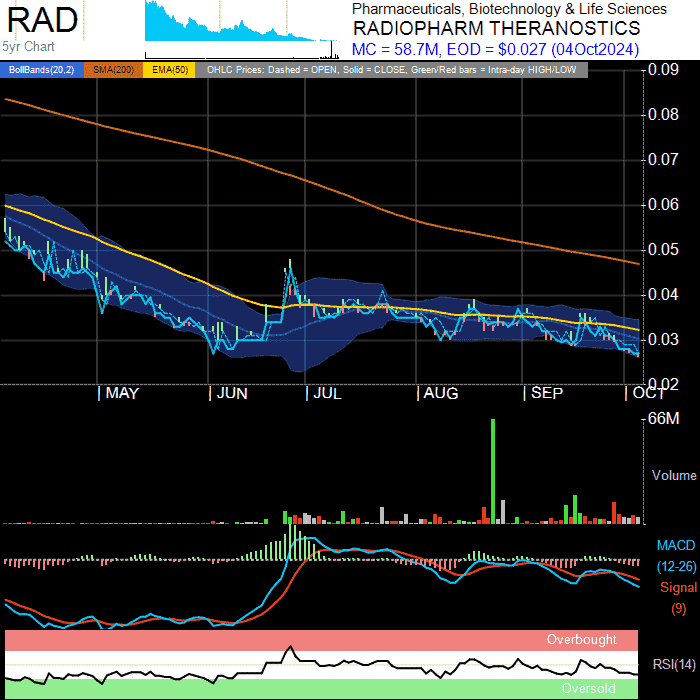 RAD
5yr Chart
Pharmaceuticals, Biotechnology & Life Sciences
RADIOPHARM THERANOSTICS
MC = 58.7M, EOD = $0.027 (04Oct2024)
BollBands(20,2) SMA(200) EMA(50) OHLC Prices: Dashed = OPEN, Solid = CLOSE, Green/Red bars = Intra-day HIGH/LOW
0.09
0.08
0.07
0.06
0.05
0.04
0.03
0.02
MAY JUN JUL AUG SEP OCT
66M
Volume
MACD
(12-26)
Signal
(9)
Overbought
RSI(14)
Oversold